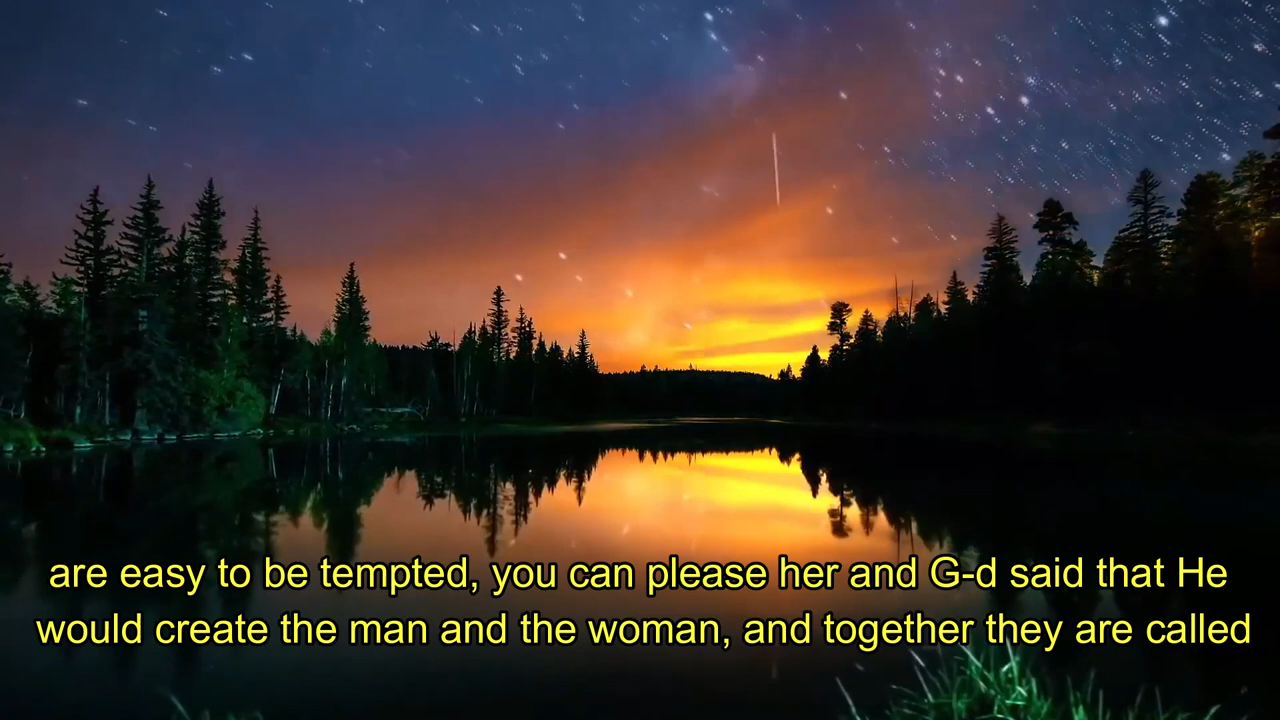 are easy to be tempted, you can please her and G-d said that He
would create the man and the woman, and together they are called